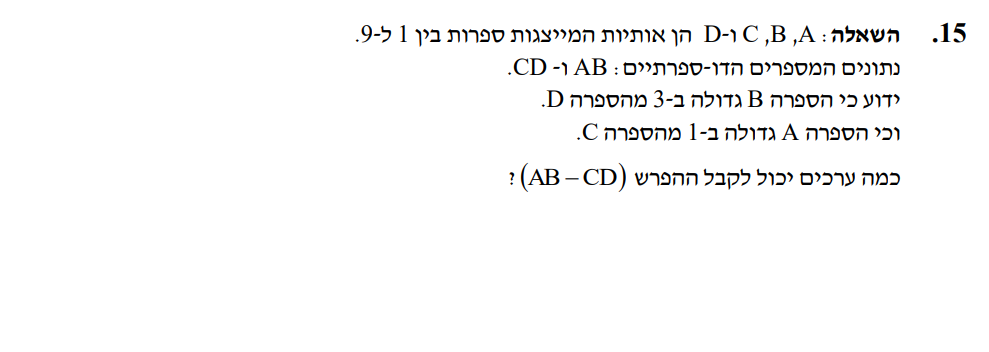 15. השאלה: A, B, C ו-D הן אותיות המייצגות ספרות בין 1 ל-9.
נתונים המספרים הדו-ספרתיים: AB ו- CD.
ידוע כי הספרה B גדולה ב-3 מהספרה D.
וכי הספרה A גדולה ב-1 מהספרה C.
כמה ערכים יכול לקבל ההפרש (AB – CD)?